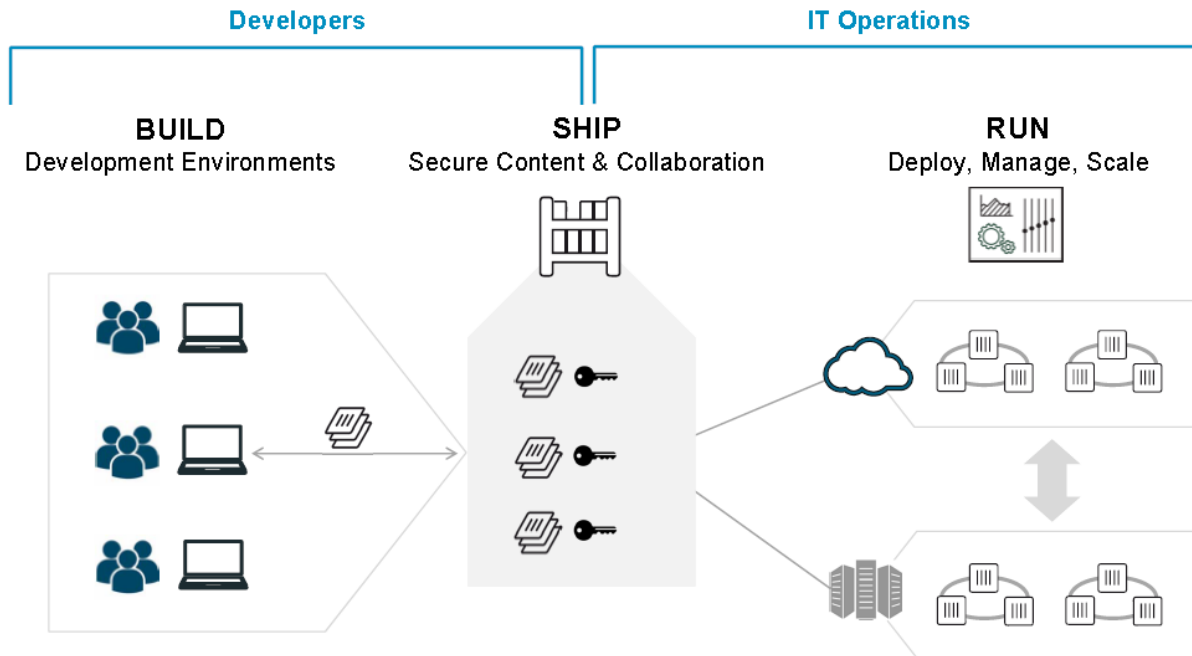 Developers
IT Operations
BUILD
Development Environments
SHIP
Secure Content & Collaboration
RUN
Deploy, Manage, Scale